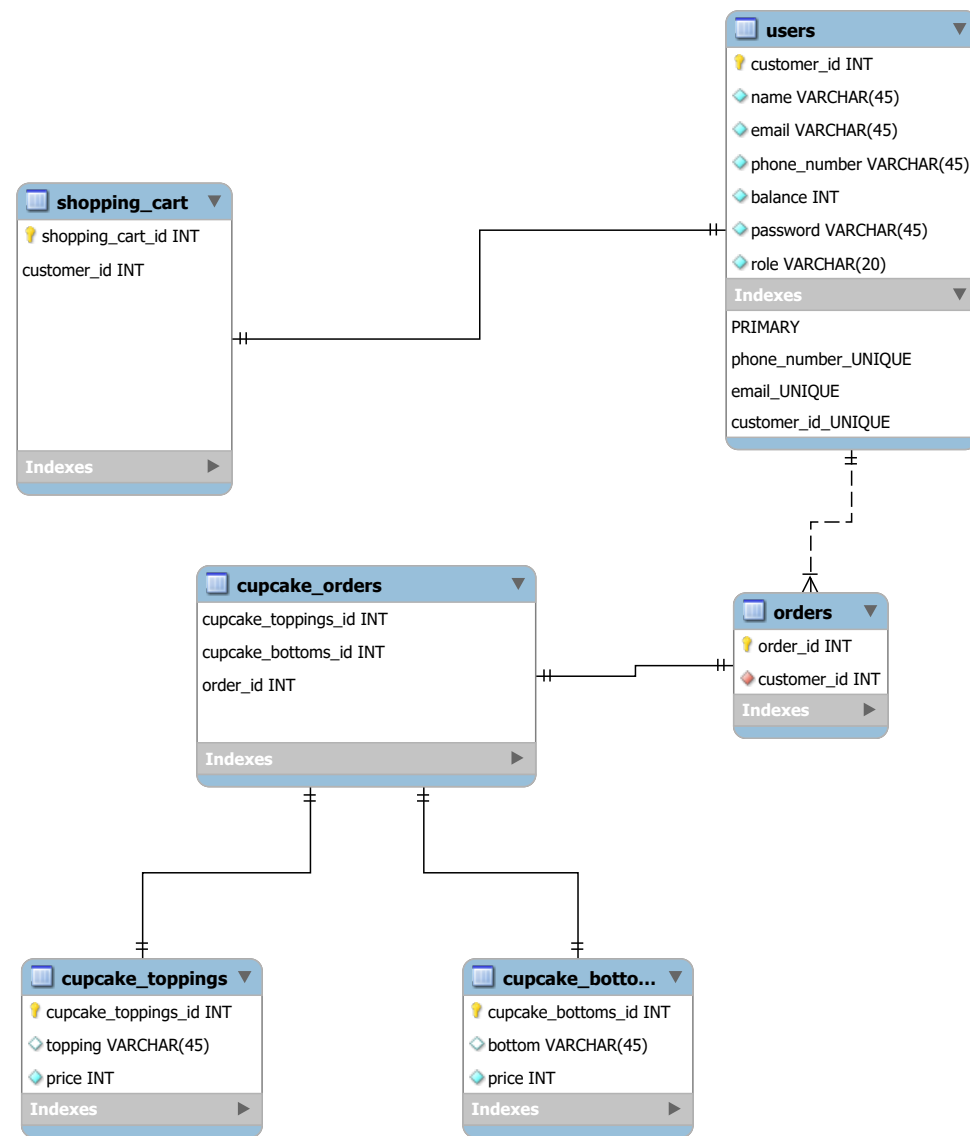 users
customer_id INT
name VARCHAR(45)
email VARCHAR(45)
phone_number VARCHAR(45)
balance INT
password VARCHAR(45)
role VARCHAR(20)
Indexes
PRIMARY
phone_number_UNIQUE
email_UNIQUE
customer_id_UNIQUE
shopping_cart
shopping_cart_id INT
customer_id INT
Indexes
cupcake_orders
cupcake_toppings_id INT
cupcake_bottoms_id INT
order_id INT
Indexes
orders
order_id INT
customer_id INT
Indexes
cupcake_toppings
cupcake_toppings_id INT
topping VARCHAR(45)
price INT
Indexes
cupcake_botto...
cupcake_bottoms_id INT
bottom VARCHAR(45)
price INT
Indexes